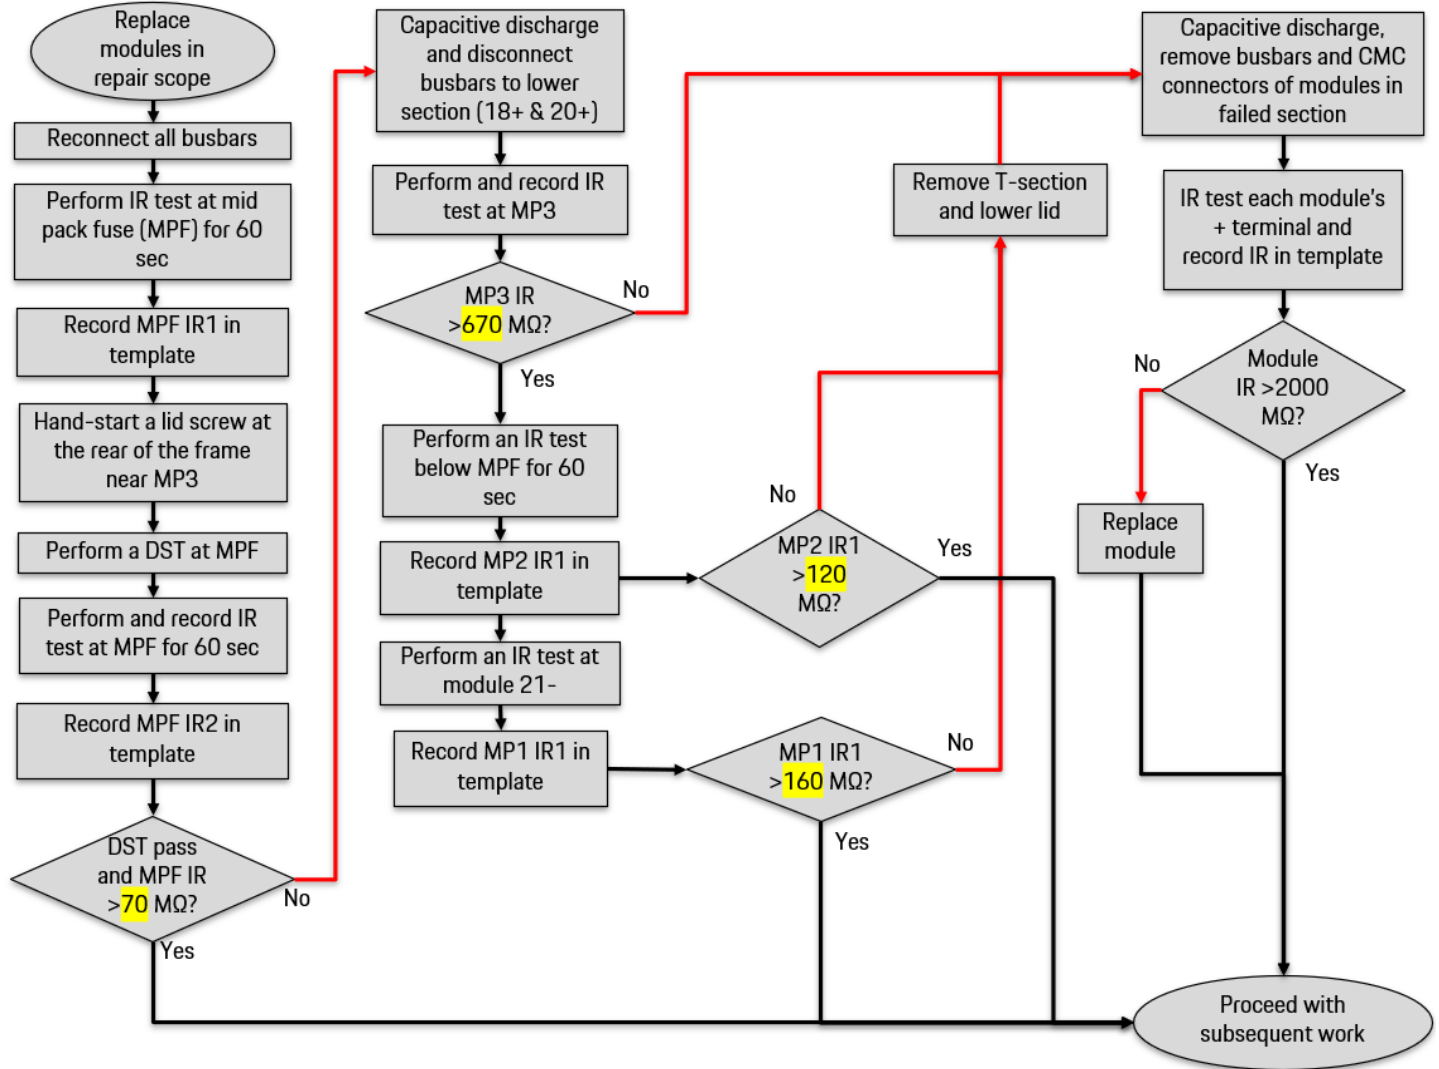 Replace
modules in
repair scope
Reconnect all busbars
Perform IR test at mid
pack fuse (MPF) for 60
sec
Record MPF IR1 in
template
Hand-start a lid screw at
the rear of the frame
near MP3
Perform a DST at MPF
Perform and record IR
test at MPF for 60 sec
Record MPF IR2 in
template
DST pass
and MPF IR
>70 MΩ?
No
Yes
Capacitive discharge
and disconnect
busbars to lower
section (18+ & 20+)
Perform and record IR
test at MP3
MP3 IR
>670 MΩ?
No
Yes
Perform an IR test
below MPF for 60
sec
Record MP2 IR1 in
template
Perform an IR test at
module 21-
Record MP1 IR1 in
template
No
MP2 IR1
>120
MΩ?
Yes
MP1 IR1
>160 MΩ?
No
Yes
Remove T-section
and lower lid
Capacitive discharge,
remove busbars and CMC
connectors of modules in
failed section
IR test each module's
+ terminal and
record IR in template
Module
IR >2000
MΩ?
No
Yes
Replace
module
Proceed with
subsequent work